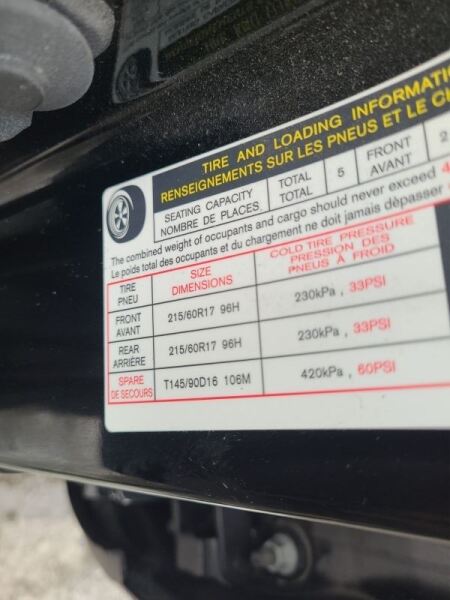 TIRE AND LOADING INFORMATI
RENSEIGNEMENTS SUR LES PNEUS ET LE C
SEATING CAPACITY TOTAL 5 FRONT 2
NOMBRE DE PLACES TOTAL AVANT
The combined weight of occupants and cargo should never exceed 4
Le poids total des occupants et du chargement ne doit jamais dépasser
TIRE SIZE COLD TIRE PRESSURE
PNEU DIMENSIONS PRESSION DES
PNEUS À FROID
FRONT 215/60R17 96H 230kPa , 33PSI
AVANT
REAR 215/60R17 96H 230kPa , 33PSI
ARRIÈRE
SPARE T145/90D16 106M 420kPa , 60PSI
DE SECOURS